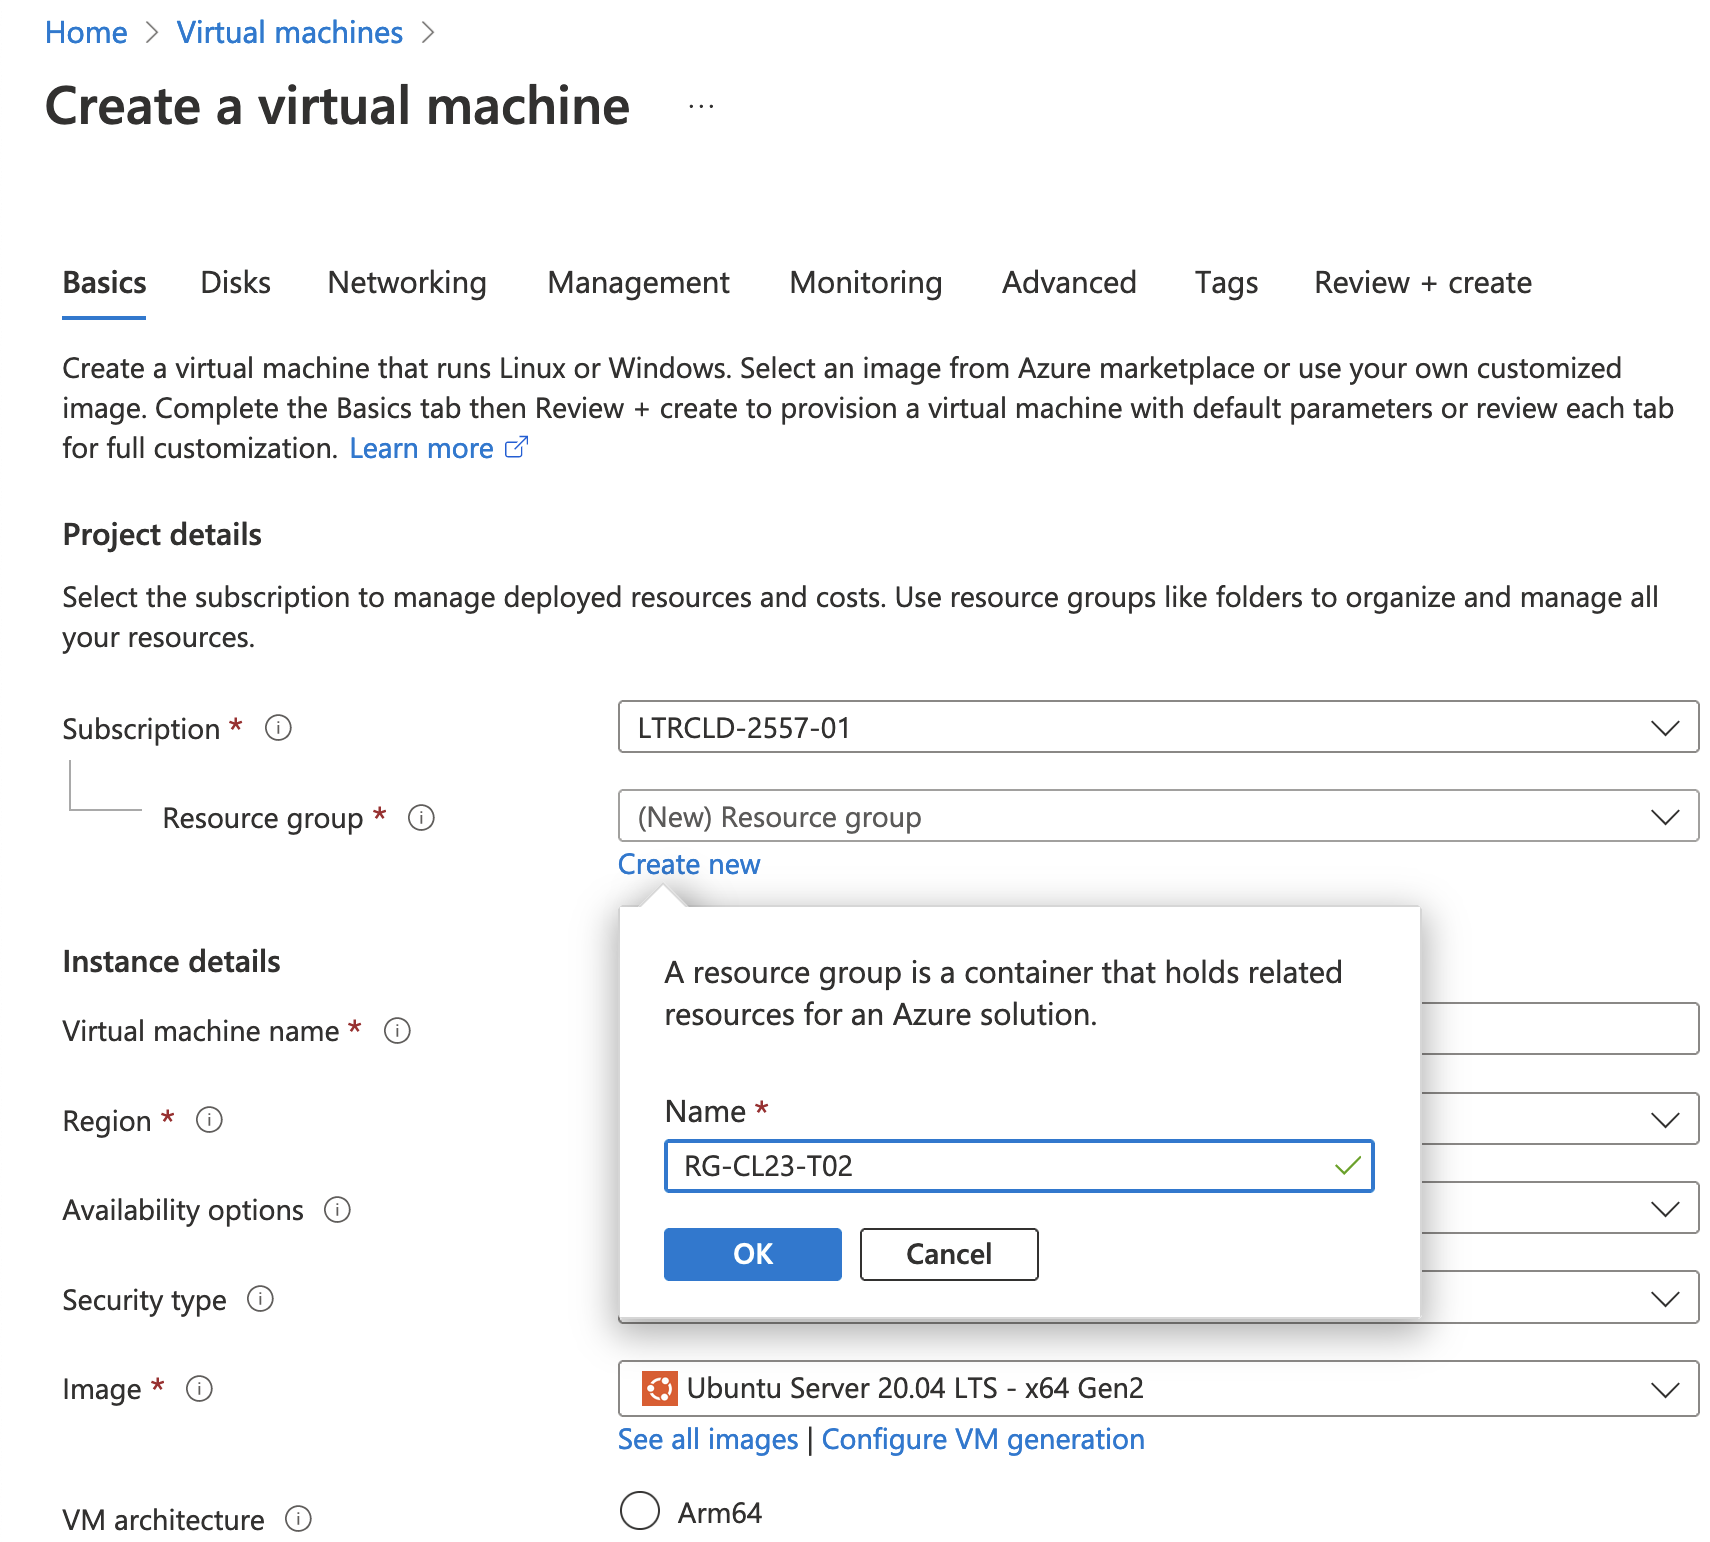 Home > Virtual machines >
Create a virtual machine ...
Basics Disks Networking Management Monitoring Advanced Tags Review + create
Create a virtual machine that runs Linux or Windows. Select an image from Azure marketplace or use your own customized
image. Complete the Basics tab then Review + create to provision a virtual machine with default parameters or review each tab
for full customization. Learn more
Project details
Select the subscription to manage deployed resources and costs. Use resource groups like folders to organize and manage all
your resources.
Subscription * LTRCLD-2557-01
Resource group * (New) Resource group
Create new
A resource group is a container that holds related
resources for an Azure solution.
Name *
RG-CL23-T02
OK Cancel
Instance details
Virtual machine name *
Region *
Availability options
Security type
Image * Ubuntu Server 20.04 LTS - x64 Gen2
See all images | Configure VM generation
VM architecture Arm64